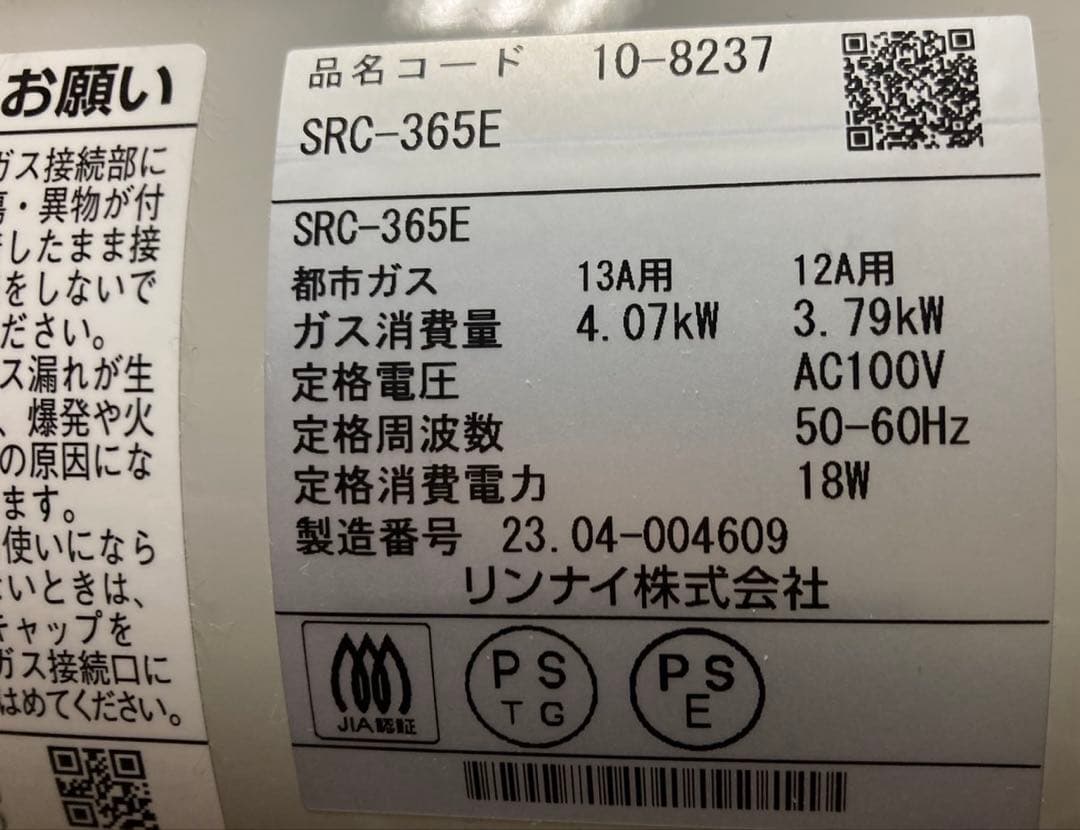 お願い
ガス接続部に
・異物が付
したまま接
をしないで
ださい。
ス漏れが生
、爆発や火
の原因にな
ます。
使いになら
いときは、
キャップを
ガス接続口に
はめてください。
品名コード 10-8237
SRC-365E
SRC-365E
都市ガス 13A用 12A用
ガス消費量 4.07kW 3.79kW
定格電圧 AC100V
定格周波数 50-60Hz
定格消費電力 18W
製造番号 23.04-004609
リンナイ株式会社
JIA認証
PS
TG
PS
E